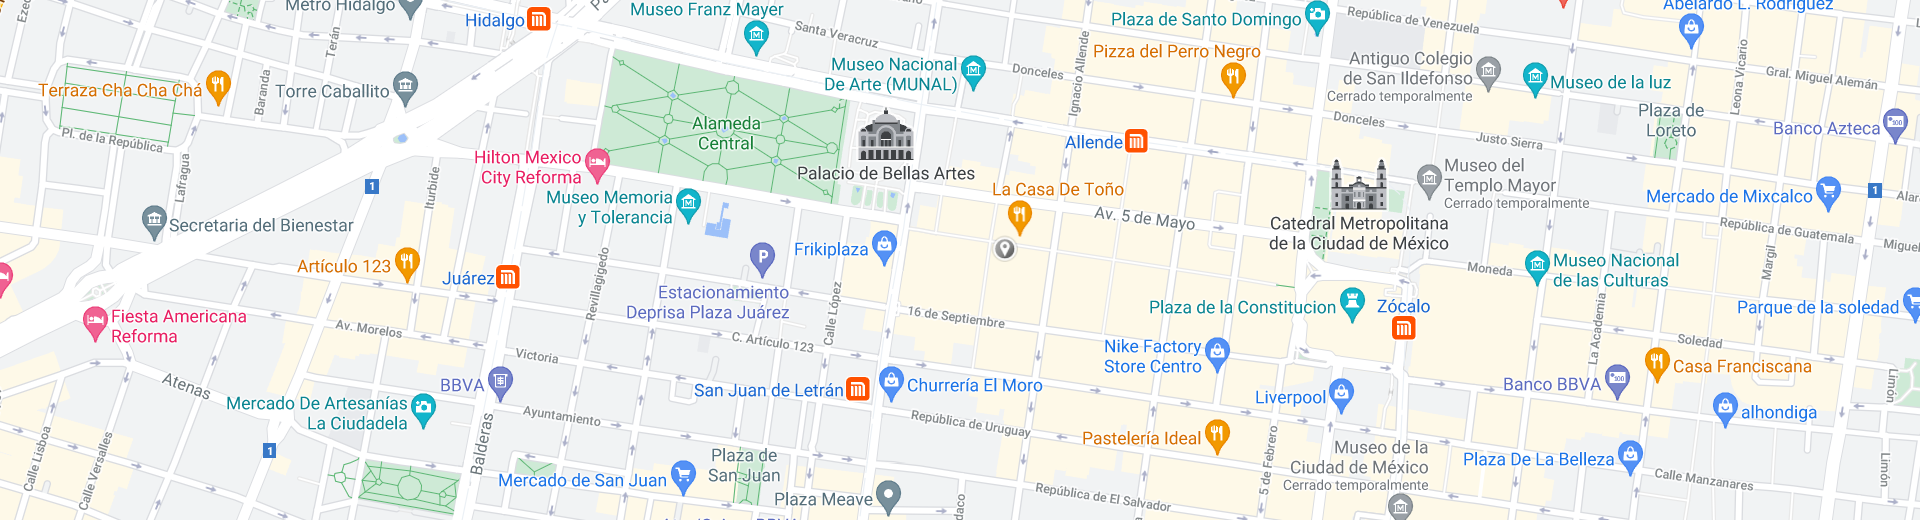 Metro Hidalgo
Hidalgo
Museo Franz Mayer
Santa Veracruz
Plaza de Santo Domingo
República de Venezuela
Abelardo L. Rodríguez
Terán
Ignacio Allende
Pizza del Perro Negro
Antiguo Colegio
de San Ildefonso
Cerrado temporalmente
Leona Vicario
Museo Nacional
De Arte (MUNAL)
Donceles
Museo de la luz
Gral. Miguel Alemán
Terraza Cha Cha Chá
Baranda
Torre Caballito
Plaza de
Loreto
Donceles
Banco Azteca
100
Alameda
Central
Pl. de la República
Justo Sierra
Allende
Hilton Mexico
City Reforma
Lafragua
Iturbide
1
Palacio de Bellas Artes
La Casa De Toño
Museo del
Templo Mayor
Cerrado temporalmente
Mercado de Mixcalco
1
Museo Memoria
y Tolerancia
Av. 5 de Mayo
Secretaria del Bienestar
Catedral Metropolitana
de la Ciudad de México
República de Guatemala
Frikiplaza
P
Artículo 123
Juárez
Revillagigedo
Moneda
Museo Nacional
de las Culturas
Margil
Estacionamiento
Deprisa Plaza Juárez
Calle López
16 de Septiembre
Plaza de la Constitucion
Zócalo
La Academia
Parque de la soledad
Fiesta Americana
Reforma
Av. Morelos
Victoria
C. Artículo 123
Nike Factory
Store Centro
Soledad
Casa Franciscana
Atenas
BBVA
San Juan de Letrán
Churrería El Moro
Liverpool
Banco BBVA
100
Limón
Mercado De Artesanías
La Ciudadela
Ayuntamiento
República de Uruguay
Pastelería Ideal
alhondiga
1
Balderas
Calle Lisboa
Calle Versalles
Plaza de
San Juan
5 de Febrero
Museo de la
Ciudad de México
Cerrado temporalmente
Plaza De La Belleza
Calle Manzanares
Limón
Mercado de San Juan
Plaza Meave
República de El Salvador